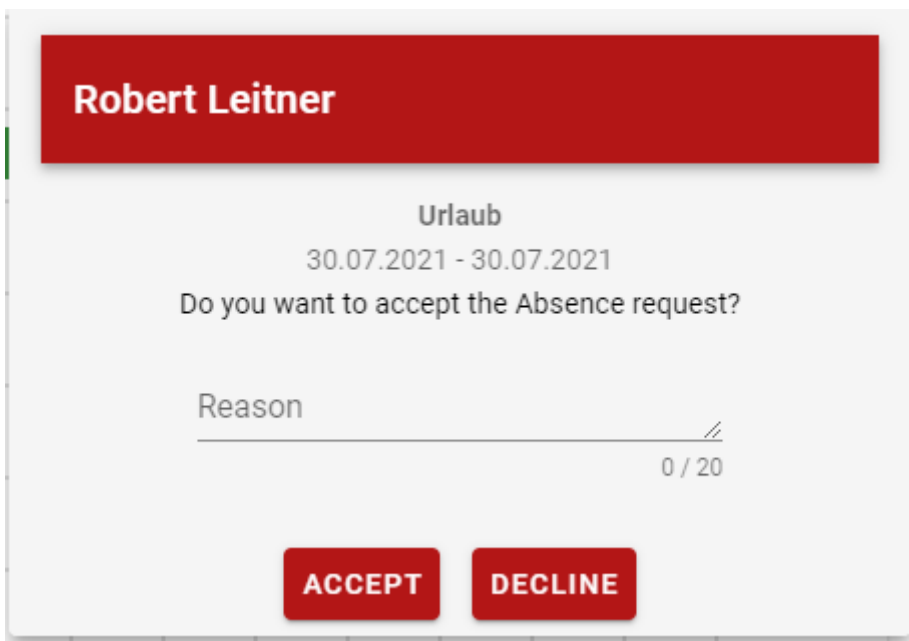 Robert Leitner
Urlaub
30.07.2021 - 30.07.2021
Do you want to accept the Absence request?
Reason
0 / 20
ACCEPT DECLINE